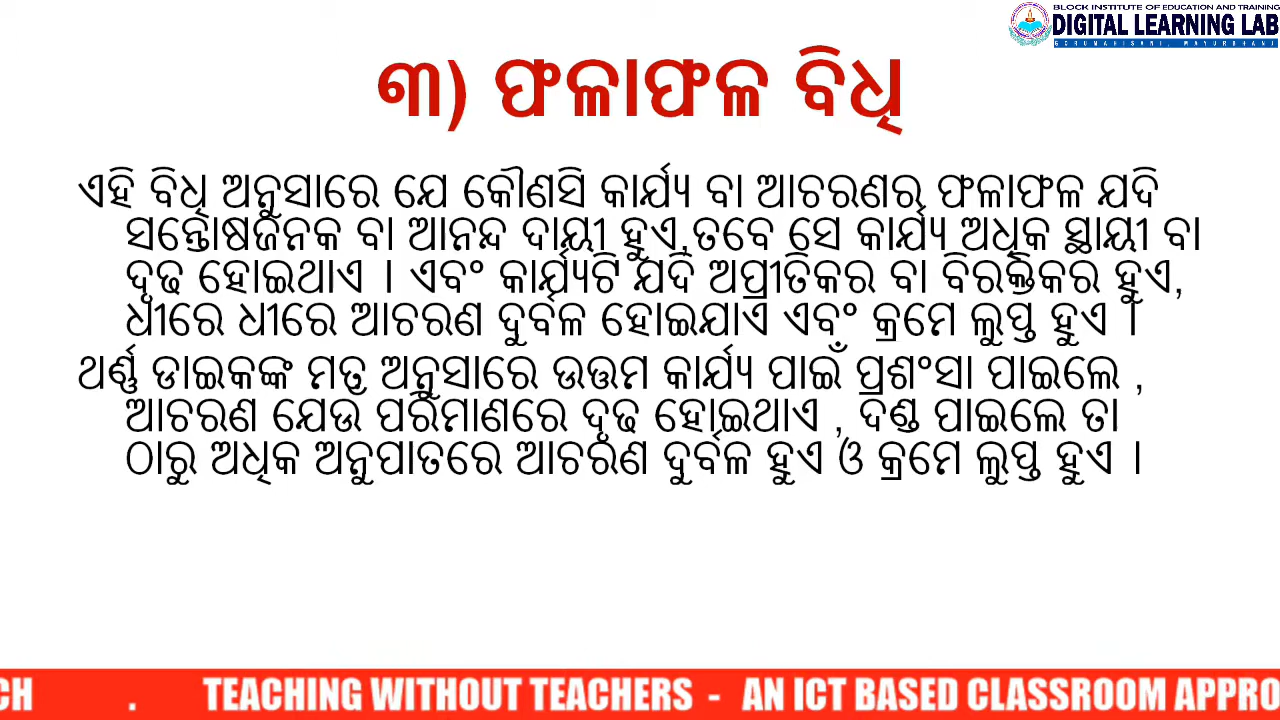 BLOCK INSTITUTE OF EDUCATION AND TRAINING
DIGITAL LEARNING LAB
GORUMAHISANI, MAYURBHANJ
୩) ଫଳାଫଳ ବିଧି
ଏହି ବିଧି ଅନୁସାରେ ଯେ କୌଣସି କାର୍ଯ୍ୟ ବା ଆଚରଣର ଫଳାଫଳ ଯଦି
ସନ୍ତୋଷଜନକ ବା ଆନନ୍ଦ ଦାୟୀ ହୁଏ,ତବେ ସେ କାର୍ଯ୍ୟ ଅଧିକ ସ୍ଥାୟୀ ବା
ଦୃଢ ହୋଇଥାଏ । ଏବଂ କାର୍ଯ୍ୟଟି ଯଦି ଅପ୍ରୀତିକର ବା ବିରକ୍ତିକର ହୁଏ,
ଧୀରେ ଧୀରେ ଆଚରଣ ଦୁର୍ବଳ ହୋଇଯାଏ ଏବଂ କ୍ରମେ ଲୁପ୍ତ ହୁଏ ।
ଥର୍ଣ୍ଣ ଡାଇକଙ୍କ ମତ୍ତ ଅନୁସାରେ ଉତ୍ତମ କାର୍ଯ୍ୟ ପାଇଁ ପ୍ରଶଂସା ପାଇଲେ ,
ଆଚରଣ ଯେଉ ପରିମାଣରେ ଦୃଢ ହୋଇଥାଏ , ଦଣ୍ଡ ପାଇଲେ ତା
ଠାରୁ ଅଧିକ ଅନୁପାତରେ ଆଚରଣ ଦୁର୍ବଳ ହୁଏ ଓ କ୍ରମେ ଲୁପ୍ତ ହୁଏ ।
CH . TEACHING WITHOUT TEACHERS - AN ICT BASED CLASSROOM APPRO